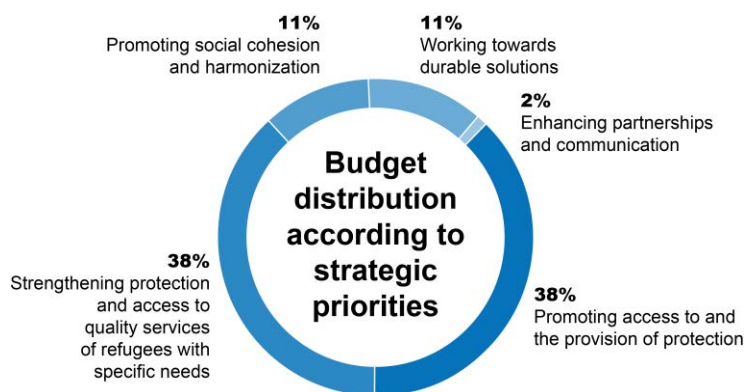 11%
Promoting social cohesion
and harmonization
11%
Working towards
durable solutions
2%
Enhancing partnerships
and communication
Budget
distribution
according to
strategic
priorities
38%
Strengthening protection
and access to
quality services
of refugees with
specific needs
38%
Promoting access to and
the provision of protection